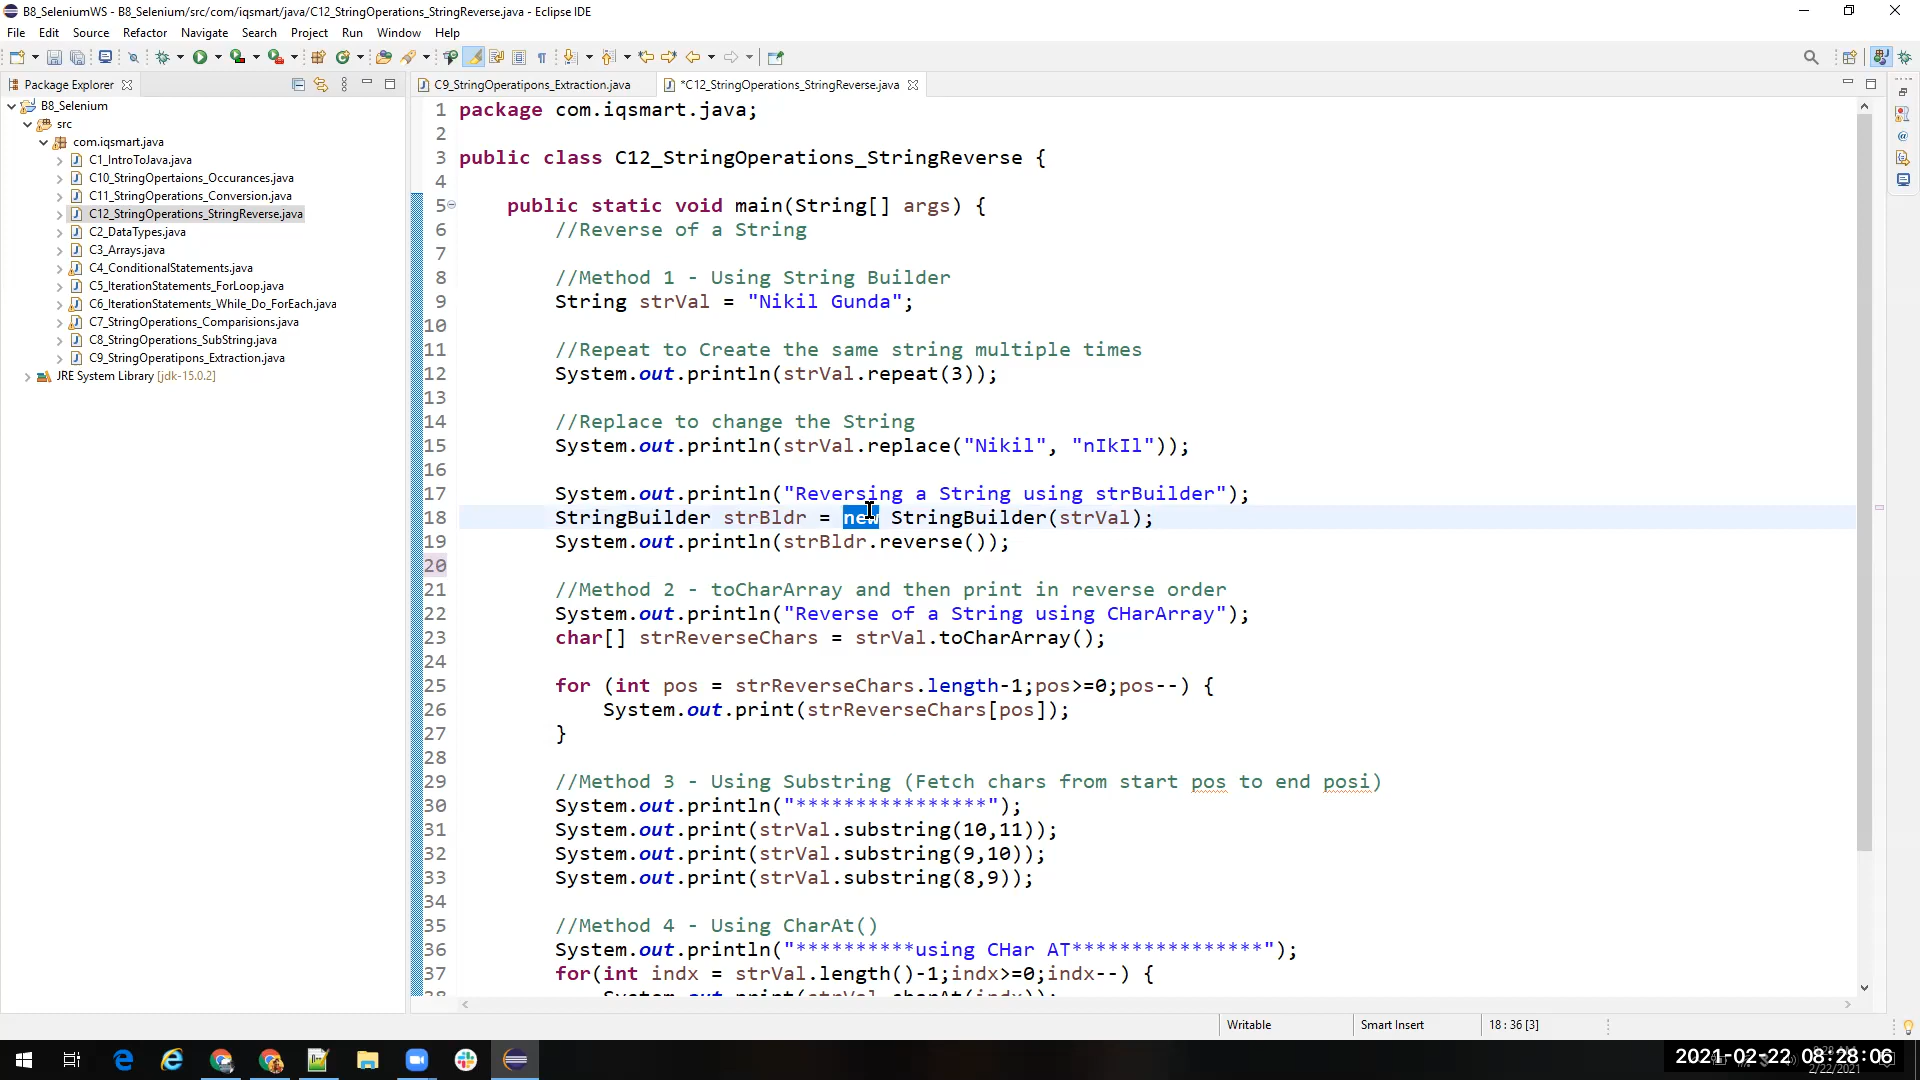 B8_SeleniumWS - B8_Selenium/src/com/iqsmart/java/C12_StringOperations_StringReverse.java - Eclipse IDE
File Edit Source Refactor Navigate Search Project Run Window Help
Package Explorer
C9_StringOperatipons_Extraction.java
*C12_StringOperations_StringReverse.java
B8_Selenium
src
com.iqsmart.java
C1_IntroToJava.java
C10_StringOpertaions_Occurances.java
C11_StringOperations_Conversion.java
C12_StringOperations_StringReverse.java
C2_DataTypes.java
C3_Arrays.java
C4_ConditionalStatements.java
C5_IterationStatements_ForLoop.java
C6_IterationStatements_While_Do_ForEach.java
C7_StringOperations_Comparisions.java
C8_StringOperations_SubString.java
C9_StringOperatipons_Extraction.java
JRE System Library [jdk-15.0.2]
1 package com.iqsmart.java;
2
3 public class C12_StringOperations_StringReverse {
4
5 public static void main(String[] args) {
6 //Reverse of a String
7
8 //Method 1 - Using String Builder
9 String strVal = "Nikil Gunda";
10
11 //Repeat to Create the same string multiple times
12 System.out.println(strVal.repeat(3));
13
14 //Replace to change the String
15 System.out.println(strVal.replace("Nikil", "nIkIl"));
16
17 System.out.println("Reversing a String using strBuilder");
18 StringBuilder strBldr = new StringBuilder(strVal);
19 System.out.println(strBldr.reverse());
20
21 //Method 2 - toCharArray and then print in reverse order
22 System.out.println("Reverse of a String using CHarArray");
23 char[] strReverseChars = strVal.toCharArray();
24
25 for (int pos = strReverseChars.length-1;pos>=0;pos--) {
26 System.out.print(strReverseChars[pos]);
27 }
28
29 //Method 3 - Using Substring (Fetch chars from start pos to end posi)
30 System.out.println("****************");
31 System.out.print(strVal.substring(10,11));
32 System.out.print(strVal.substring(9,10));
33 System.out.print(strVal.substring(8,9));
34
35 //Method 4 - Using CharAt()
36 System.out.println("**********using CHar AT****************");
37 for(int indx = strVal.length()-1;indx>=0;indx--) {
38 System.out.print(strVal.charAt(indx));
Writable Smart Insert 18 : 36 [3]
2021-02-22 08:28:06
2/22/2021